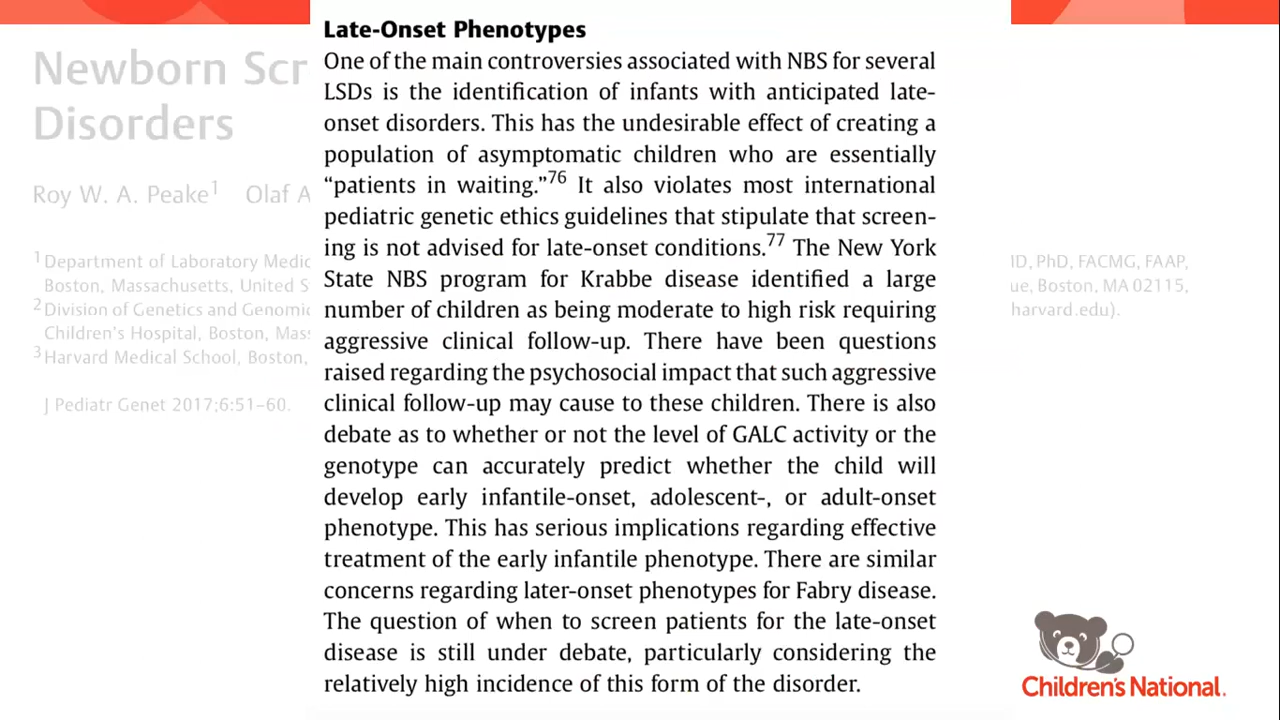 Late-Onset Phenotypes
One of the main controversies associated with NBS for several
LSDs is the identification of infants with anticipated late-
onset disorders. This has the undesirable effect of creating a
population of asymptomatic children who are essentially
“patients in waiting.”76 It also violates most international
pediatric genetic ethics guidelines that stipulate that screen-
ing is not advised for late-onset conditions.77 The New York
State NBS program for Krabbe disease identified a large
number of children as being moderate to high risk requiring
aggressive clinical follow-up. There have been questions
raised regarding the psychosocial impact that such aggressive
clinical follow-up may cause to these children. There is also
debate as to whether or not the level of GALC activity or the
genotype can accurately predict whether the child will
develop early infantile-onset, adolescent-, or adult-onset
phenotype. This has serious implications regarding effective
treatment of the early infantile phenotype. There are similar
concerns regarding later-onset phenotypes for Fabry disease.
The question of when to screen patients for the late-onset
disease is still under debate, particularly considering the
relatively high incidence of this form of the disorder.
Newborn Scr
Disorders
Roy W. A. Peake1 Olaf A
1 Department of Laboratory Medic
Boston, Massachusetts, United S
2 Division of Genetics and Genomic
Children's Hospital, Boston, Mas
3 Harvard Medical School, Boston,
J Pediatr Genet 2017;6:51–60.
ID, PhD, FACMG, FAAP,
ue, Boston, MA 02115,
harvard.edu).
Children's National.